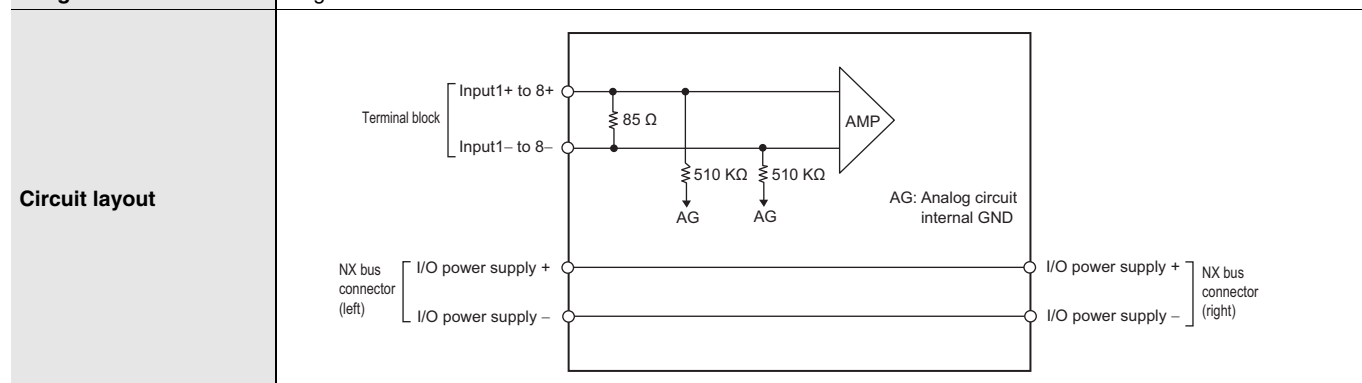 Circuit layout
Terminal block
Input1+ to 8+
Input1– to 8–
85 Ω
510 KΩ
510 KΩ
AG
AG
AMP
AG: Analog circuit
internal GND
NX bus
connector
(left)
I/O power supply +
I/O power supply –
I/O power supply +
I/O power supply –
NX bus
connector
(right)